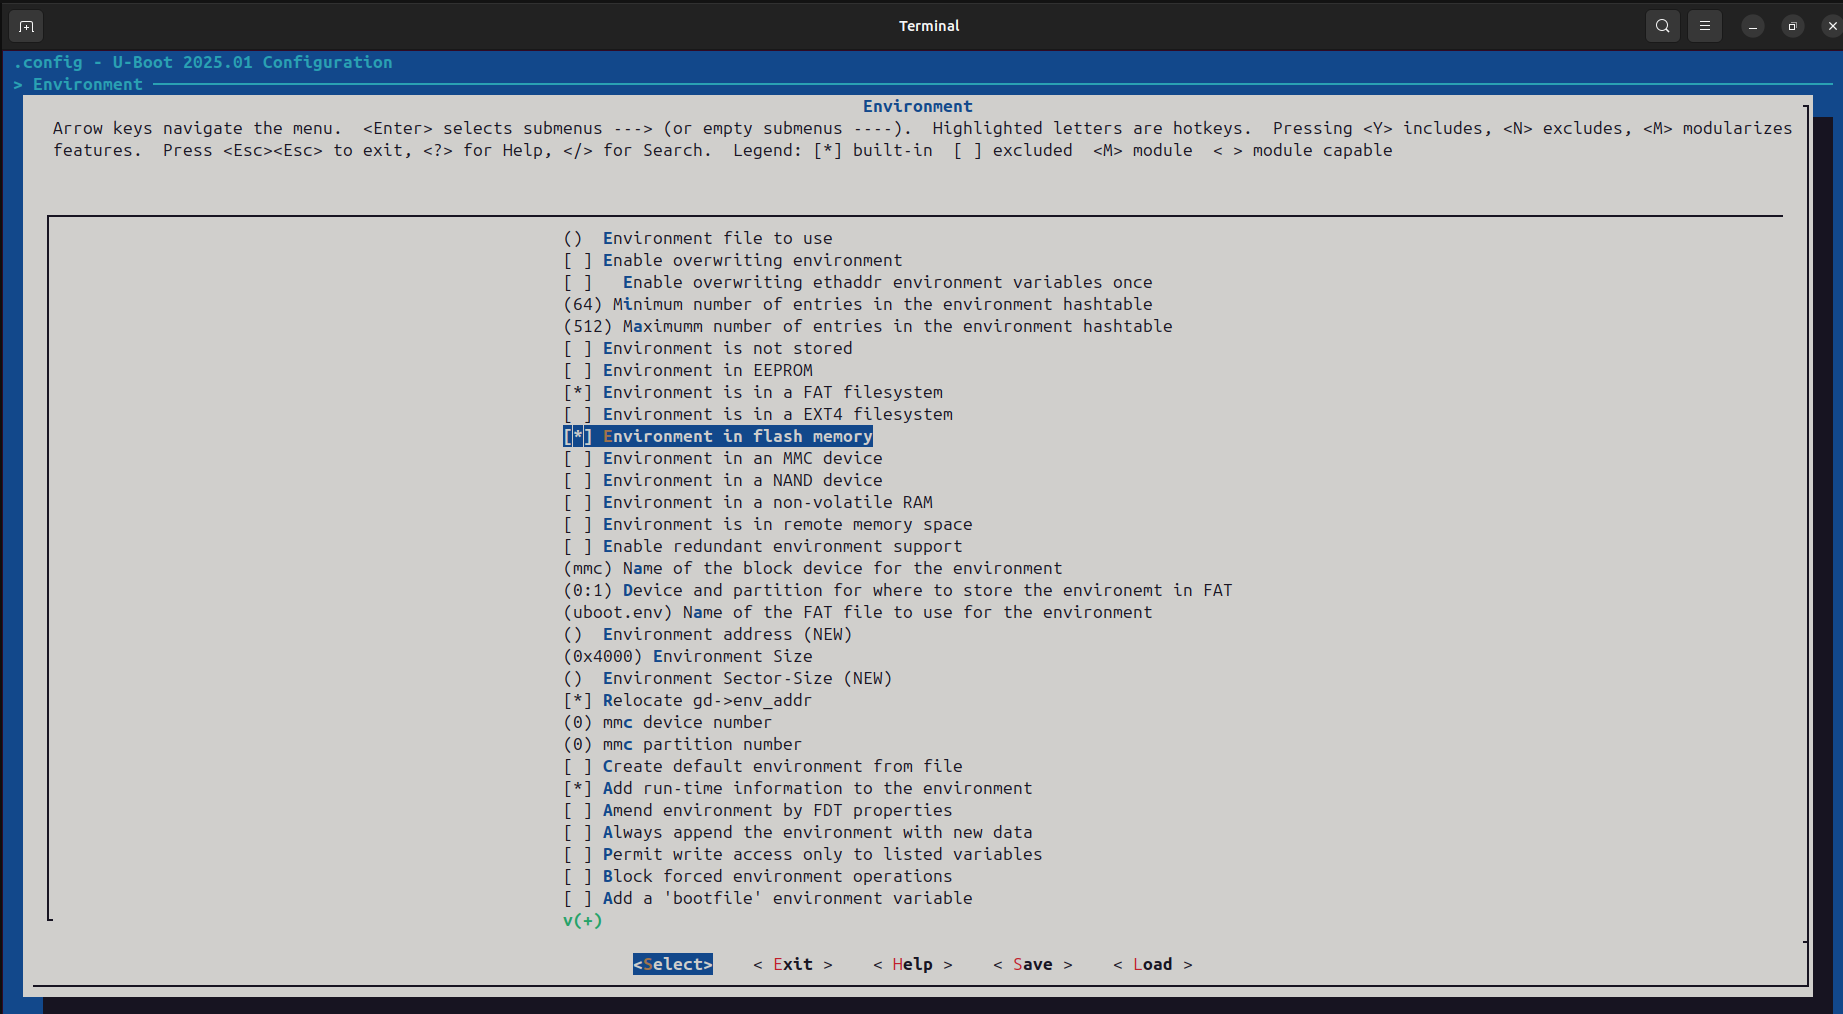 Terminal
.config - U-Boot 2025.01 Configuration
> Environment
Environment
Arrow keys navigate the menu.  <Enter> selects submenus ---> (or empty submenus ----).  Highlighted letters are hotkeys.  Pressing <Y> includes, <N> excludes, <M> modularizes
features.  Press <Esc><Esc> to exit, <?> for Help, </> for Search.  Legend: [*] built-in  [ ] excluded  <M> module  < > module capable
()  Environment file to use
[ ] Enable overwriting environment
[ ]   Enable overwriting ethaddr environment variables once
(64) Minimum number of entries in the environment hashtable
(512) Maximumm number of entries in the environment hashtable
[ ] Environment is not stored
[ ] Environment in EEPROM
[*] Environment is in a FAT filesystem
[ ] Environment is in a EXT4 filesystem
[*] Environment in flash memory
[ ] Environment in an MMC device
[ ] Environment in a NAND device
[ ] Environment in a non-volatile RAM
[ ] Environment is in remote memory space
[ ] Enable redundant environment support
(mmc) Name of the block device for the environment
(0:1) Device and partition for where to store the environemt in FAT
(uboot.env) Name of the FAT file to use for the environment
()  Environment address (NEW)
(0x4000) Environment Size
()  Environment Sector-Size (NEW)
[*] Relocate gd->env_addr
(0) mmc device number
(0) mmc partition number
[ ] Create default environment from file
[*] Add run-time information to the environment
[ ] Amend environment by FDT properties
[ ] Always append the environment with new data
[ ] Permit write access only to listed variables
[ ] Block forced environment operations
[ ] Add a 'bootfile' environment variable
v(+)
<Select>    < Exit >    < Help >    < Save >    < Load >